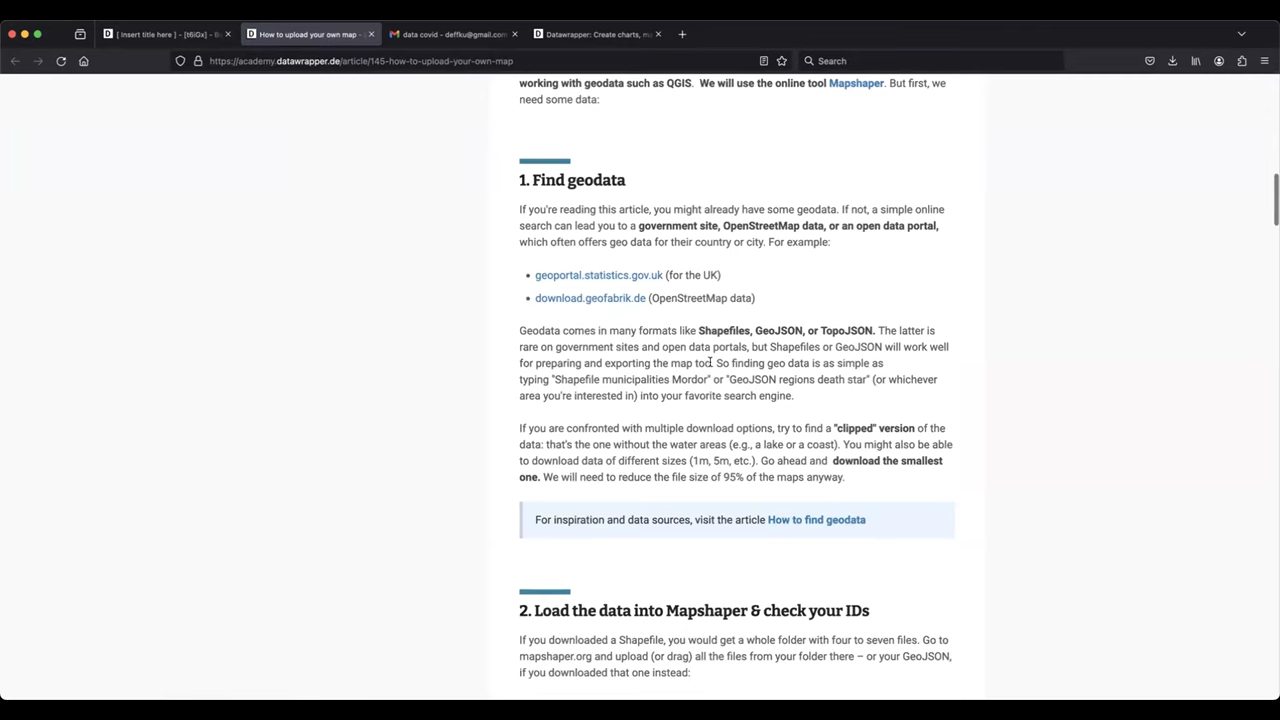 [ Insert title here ] - [t6iGx] - B
How to upload your own map -
data covid - deffku@gmail.com
Datawrapper: Create charts, ma
https://academy.datawrapper.de/article/145-how-to-upload-your-own-map
Search
working with geodata such as QGIS. We will use the online tool Mapshaper. But first, we
need some data:
1. Find geodata
If you're reading this article, you might already have some geodata. If not, a simple online
search can lead you to a government site, OpenStreetMap data, or an open data portal,
which often offers geo data for their country or city. For example:
• geoportal.statistics.gov.uk (for the UK)
• download.geofabrik.de (OpenStreetMap data)
Geodata comes in many formats like Shapefiles, GeoJSON, or TopoJSON. The latter is
rare on government sites and open data portals, but Shapefiles or GeoJSON will work well
for preparing and exporting the map too. So finding geo data is as simple as
typing "Shapefile municipalities Mordor" or "GeoJSON regions death star" (or whichever
area you're interested in) into your favorite search engine.
If you are confronted with multiple download options, try to find a "clipped" version of the
data: that's the one without the water areas (e.g., a lake or a coast). You might also be able
to download data of different sizes (1m, 5m, etc.). Go ahead and download the smallest
one. We will need to reduce the file size of 95% of the maps anyway.
For inspiration and data sources, visit the article How to find geodata
2. Load the data into Mapshaper & check your IDs
If you downloaded a Shapefile, you would get a whole folder with four to seven files. Go to
mapshaper.org and upload (or drag) all the files from your folder there – or your GeoJSON,
if you downloaded that one instead: